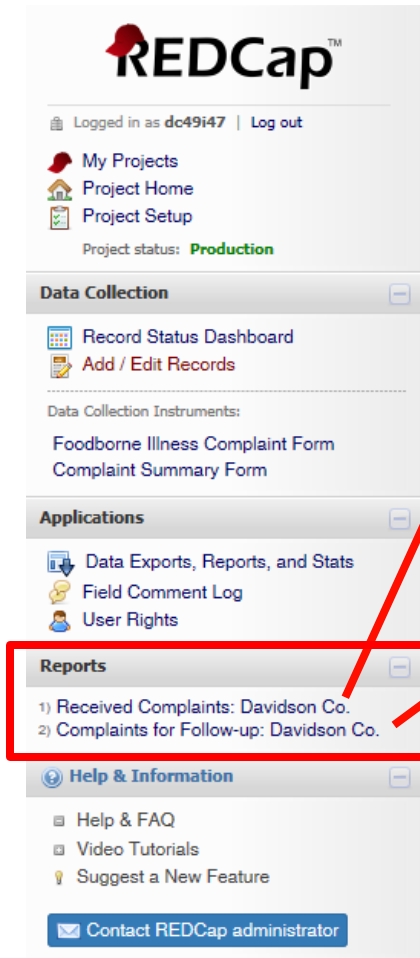 REDCap™
Logged in as dc49i47 | Log out
My Projects
Project Home
Project Setup
Project status: Production
Data Collection
Record Status Dashboard
Add / Edit Records
Data Collection Instruments:
Foodborne Illness Complaint Form
Complaint Summary Form
Applications
Data Exports, Reports, and Stats
Field Comment Log
User Rights
Reports
1) Received Complaints: Davidson Co.
2) Complaints for Follow-up: Davidson Co.
Help & Information
Help & FAQ
Video Tutorials
Suggest a New Feature
Contact REDCap administrator